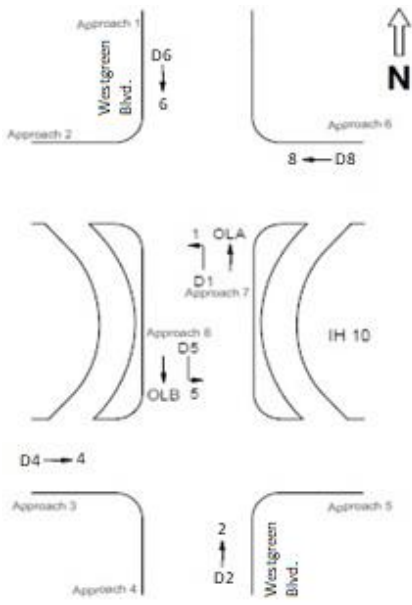 Approach 1
Westgreen
Blvd.
D6
6
N
Approach 2
Approach 6
8
D8
1
OLA
D1
Approach 7
Approach 8
D5
OLB
5
IH 10
D4
4
Approach 3
Approach 5
2
D2
Westgreen
Blvd.
Approach 4